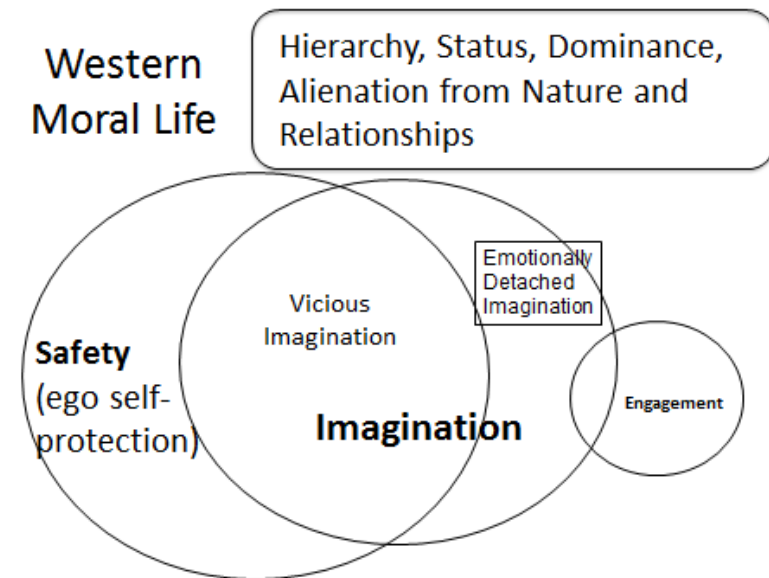 Western
Moral Life
Hierarchy, Status, Dominance,
Alienation from Nature and
Relationships
Emotionally
Detached
Imagination
Vicious
Imagination
Safety
(ego self-
protection)
Imagination
Engagement